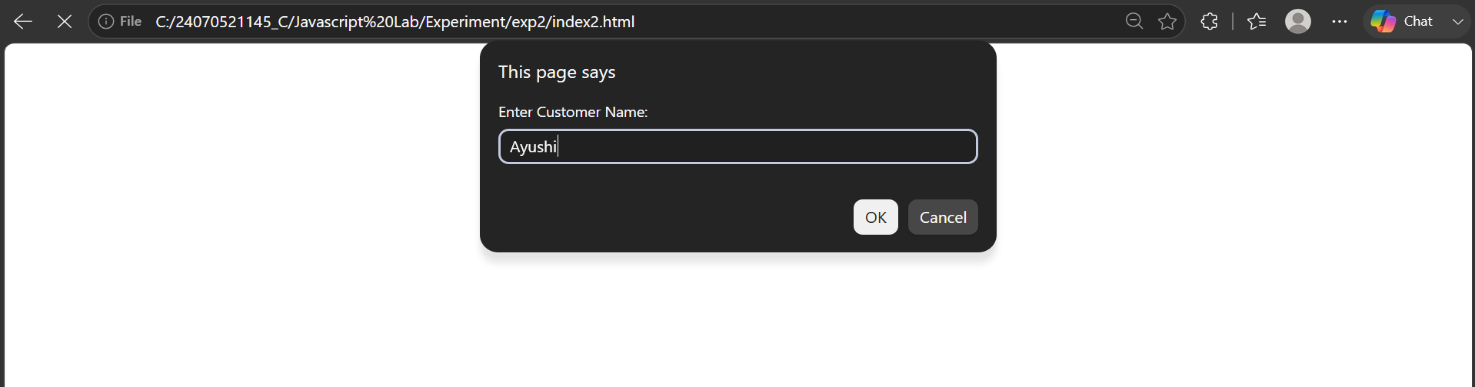 File C:/24070521145_C/Javascript%20Lab/Experiment/exp2/index2.html Chat
This page says
Enter Customer Name:
Ayushi
OK Cancel